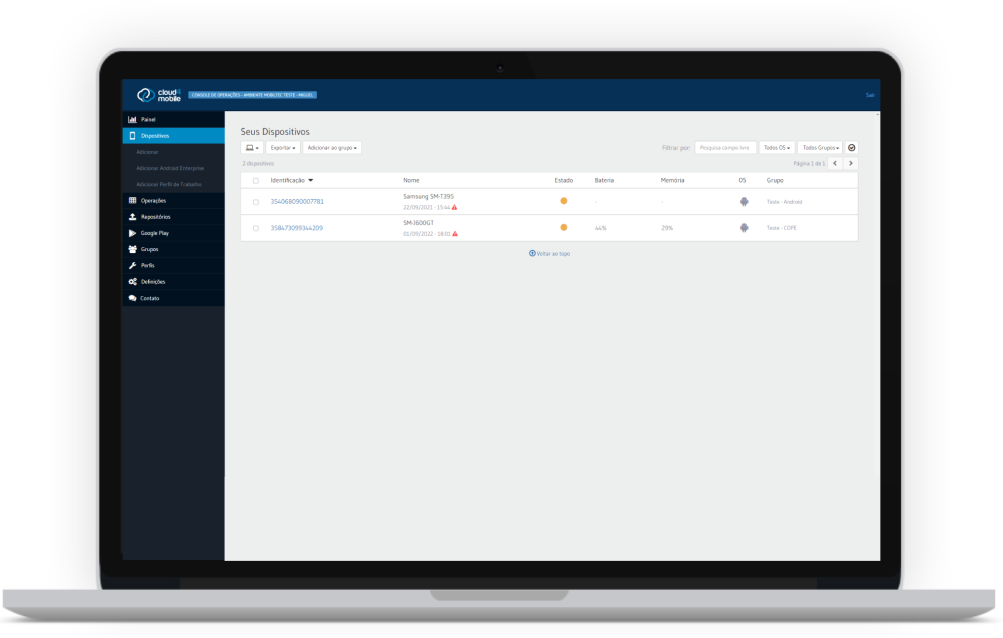 cloud4
mobile
CONSOLE DE OPERAÇÕES - AMBIENTE MOBILTEC TESTE - MIGUEL
Sair
Painel
Dispositivos
Adicionar
Adicionar Android Enterprise
Adicionar Perfil de Trabalho
Operações
Repositórios
Google Play
Grupos
Perfis
Definições
Contato
Seus Dispositivos
Exportar Adicionar ao grupo Filtrar por: Pesquisa campo livre Todos OS Todos Grupos
2 dispositivos Página 1 de 1
Identificação Nome Estado Bateria Memória OS Grupo
354068090007781 Samsung SM-T395 - - Teste - Android
22/09/2021 - 15:44
358473099344209 SM-J600GT 44% 29% Teste - COPE
01/09/2022 - 18:01
Voltar ao topo